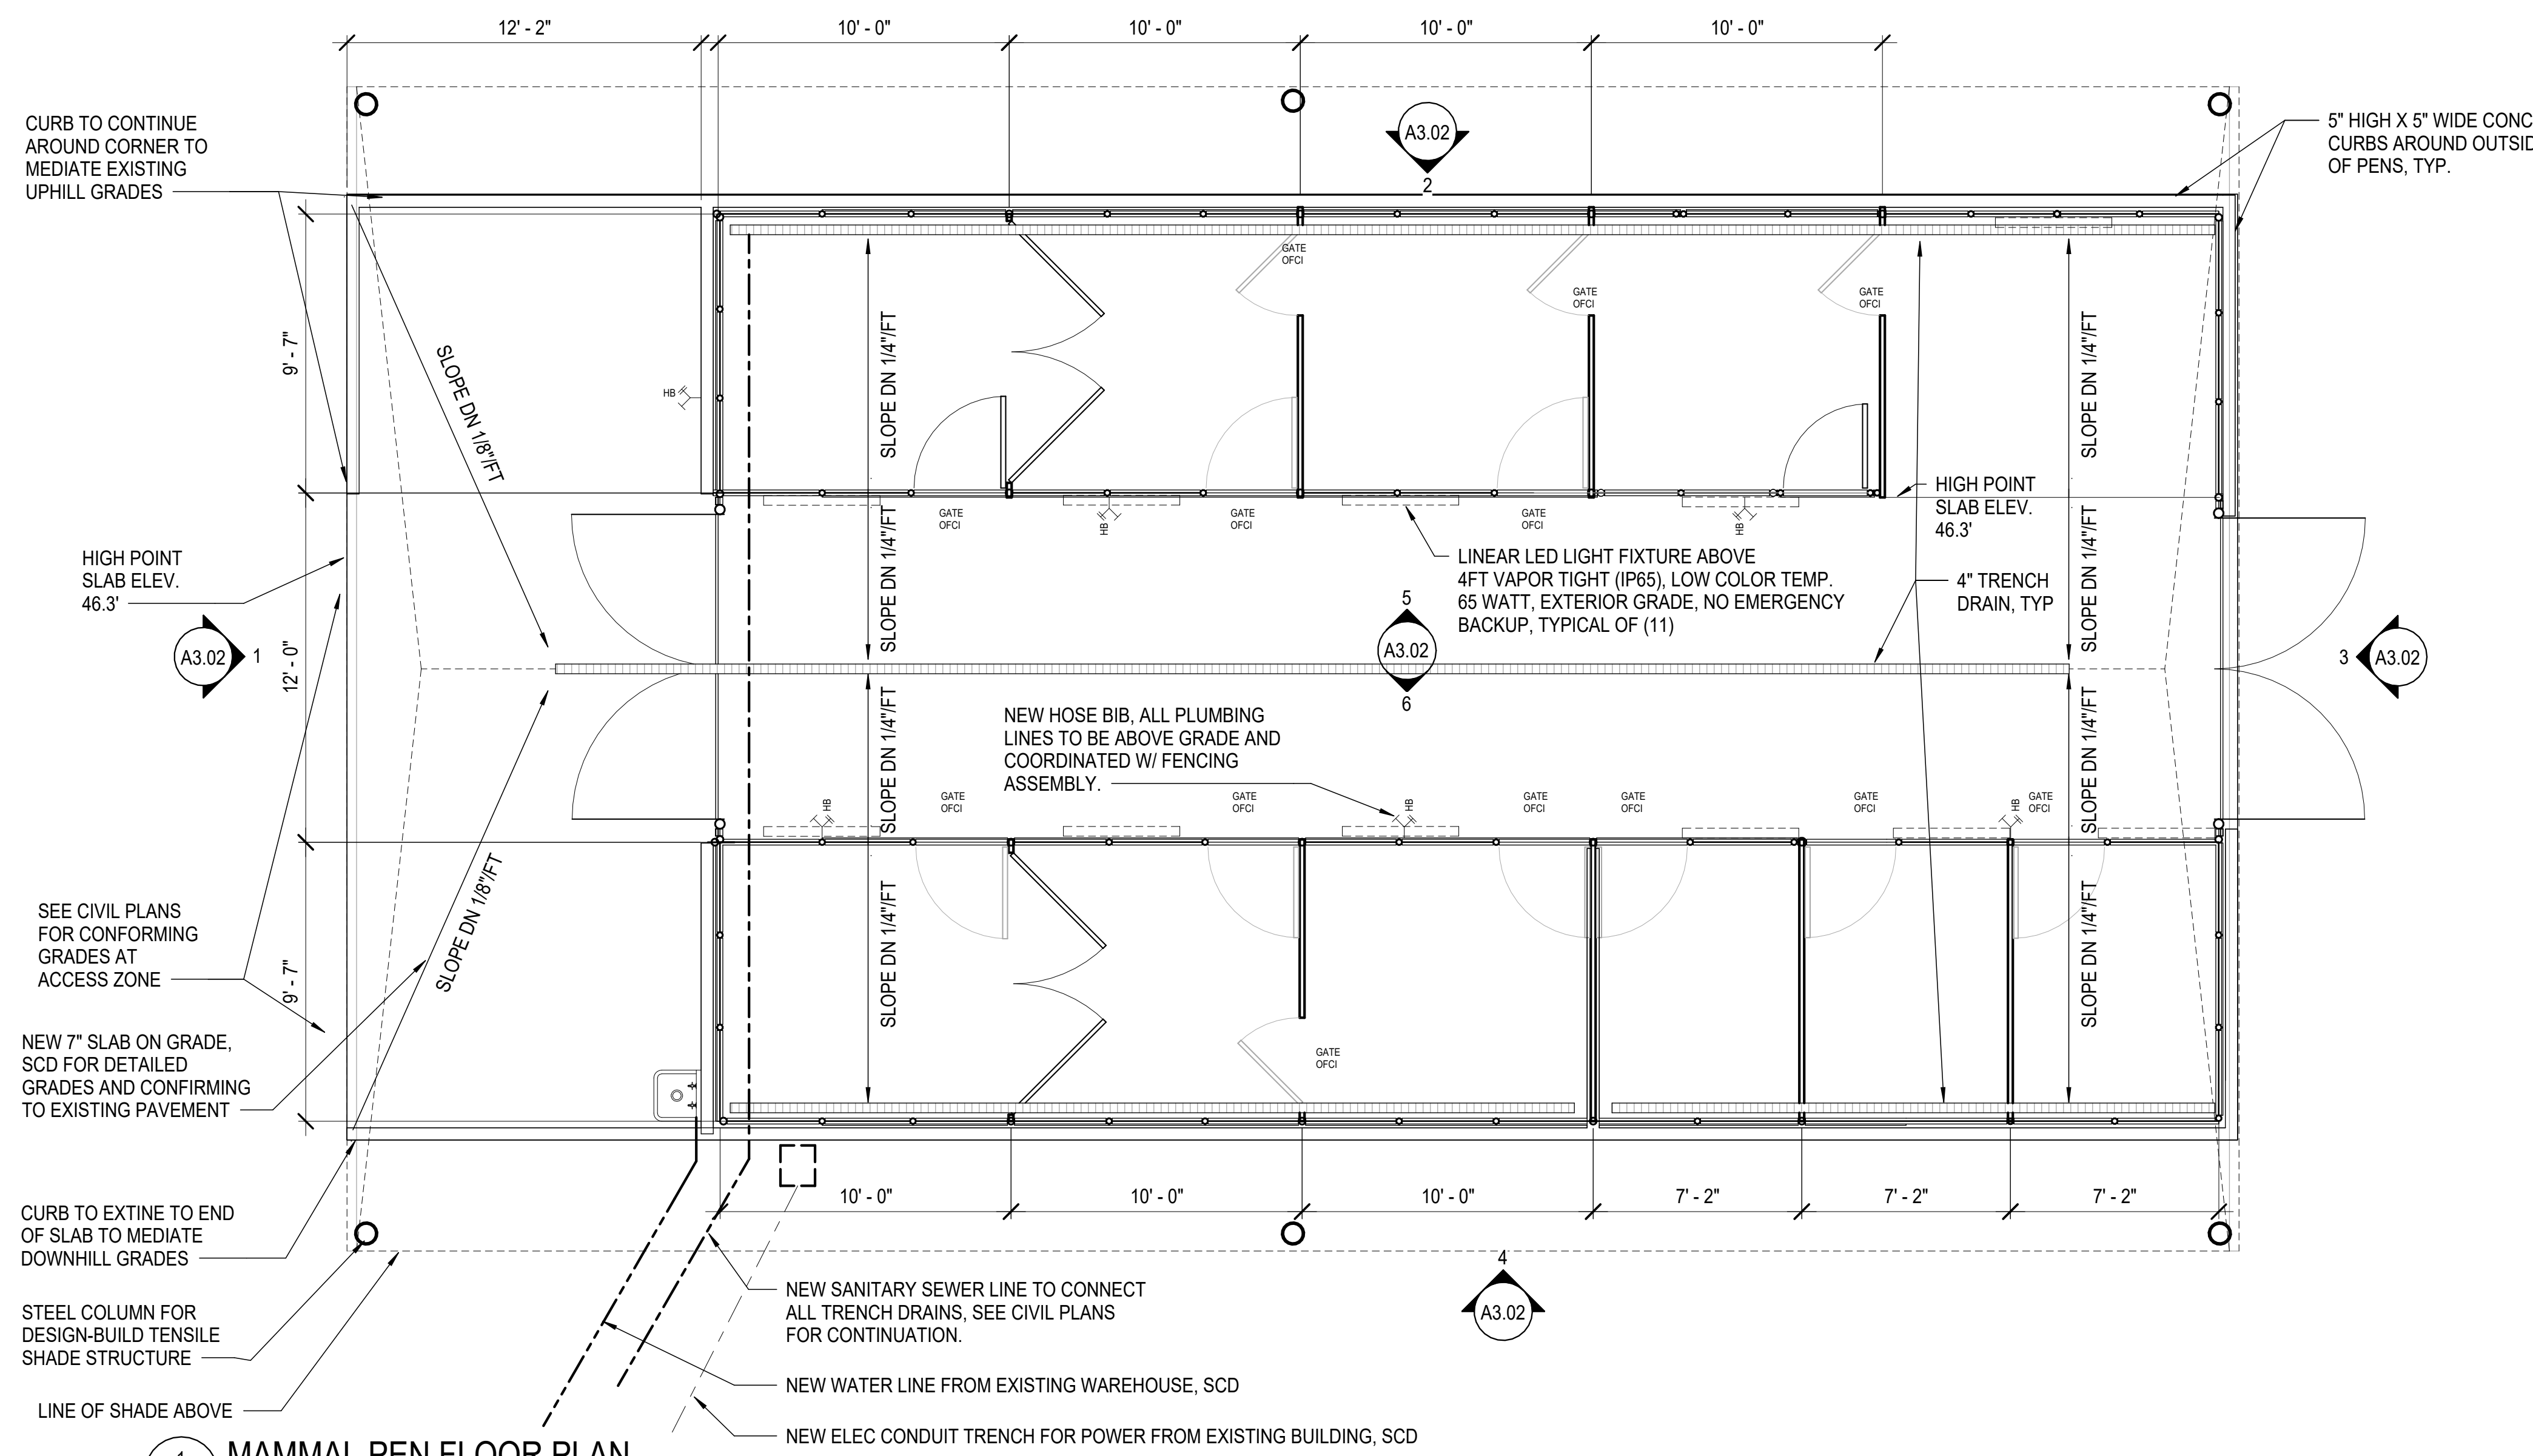 12' - 2"
10' - 0"
10' - 0"
10' - 0"
10' - 0"
CURB TO CONTINUE
AROUND CORNER TO
MEDIATE EXISTING
UPHILL GRADES
A3.02
2
5" HIGH X 5" WIDE CONC
CURBS AROUND OUTSID
OF PENS, TYP.
GATE
OFCI
GATE
OFCI
GATE
OFCI
9' - 7"
SLOPE DN 1/8"/FT
HB
SLOPE DN 1/4"/FT
SLOPE DN 1/4"/FT
HIGH POINT
SLAB ELEV.
46.3'
GATE
OFCI
HB
GATE
OFCI
GATE
OFCI
HB
SLOPE DN 1/4"/FT
SLOPE DN 1/4"/FT
HIGH POINT
SLAB ELEV.
46.3'
LINEAR LED LIGHT FIXTURE ABOVE
4FT VAPOR TIGHT (IP65), LOW COLOR TEMP.
65 WATT, EXTERIOR GRADE, NO EMERGENCY
BACKUP, TYPICAL OF (11)
4" TRENCH
DRAIN, TYP
A3.02
1
12' - 0"
5
A3.02
6
3
A3.02
NEW HOSE BIB, ALL PLUMBING
LINES TO BE ABOVE GRADE AND
COORDINATED W/ FENCING
ASSEMBLY.
SLOPE DN 1/4"/FT
SLOPE DN 1/4"/FT
HB
GATE
OFCI
GATE
OFCI
HB
GATE
OFCI
GATE
OFCI
GATE
OFCI
HB
GATE
OFCI
SEE CIVIL PLANS
FOR CONFORMING
GRADES AT
ACCESS ZONE
9' - 7"
SLOPE DN 1/8"/FT
SLOPE DN 1/4"/FT
SLOPE DN 1/4"/FT
NEW 7" SLAB ON GRADE,
SCD FOR DETAILED
GRADES AND CONFIRMING
TO EXISTING PAVEMENT
GATE
OFCI
10' - 0"
10' - 0"
10' - 0"
7' - 2"
7' - 2"
7' - 2"
CURB TO EXTINE TO END
OF SLAB TO MEDIATE
DOWNHILL GRADES
4
A3.02
NEW SANITARY SEWER LINE TO CONNECT
ALL TRENCH DRAINS, SEE CIVIL PLANS
FOR CONTINUATION.
STEEL COLUMN FOR
DESIGN-BUILD TENSILE
SHADE STRUCTURE
NEW WATER LINE FROM EXISTING WAREHOUSE, SCD
LINE OF SHADE ABOVE
NEW ELEC CONDUIT TRENCH FOR POWER FROM EXISTING BUILDING, SCD
1 MAMMAL PEN FLOOR PLAN